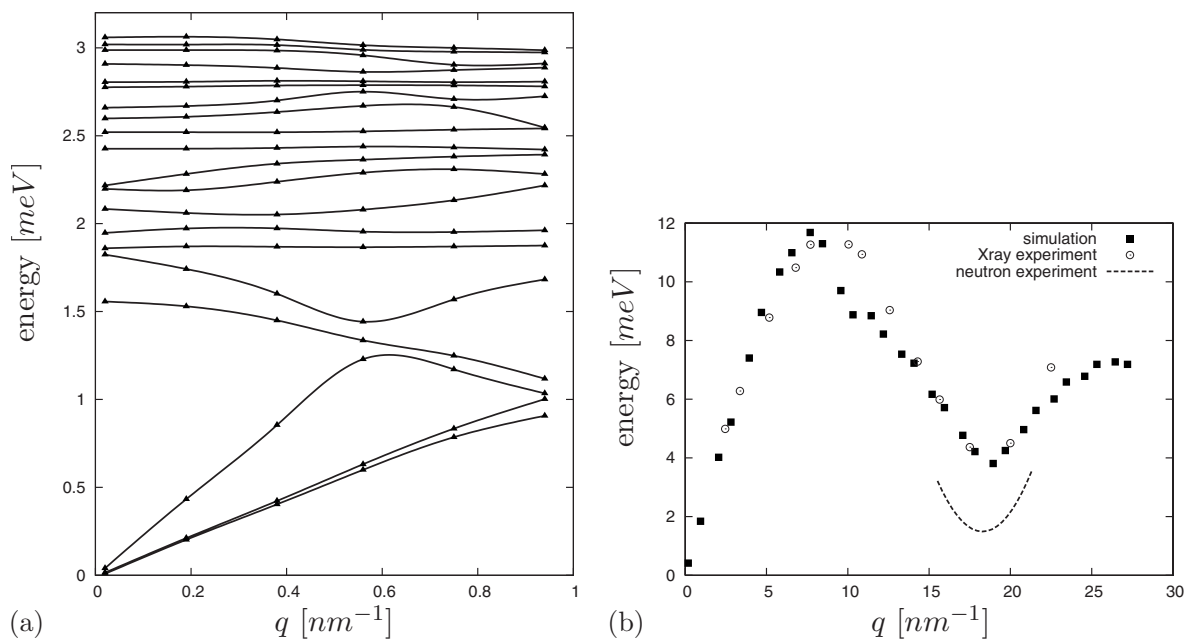 3
2.5
2
1.5
1
0.5
0
energy [meV]
0 0.2 0.4 0.6 0.8 1
(a)
q [nm⁻¹]
12
10
8
6
4
2
0
energy [meV]
simulation
Xray experiment
neutron experiment
0 5 10 15 20 25 30
(b)
q [nm⁻¹]